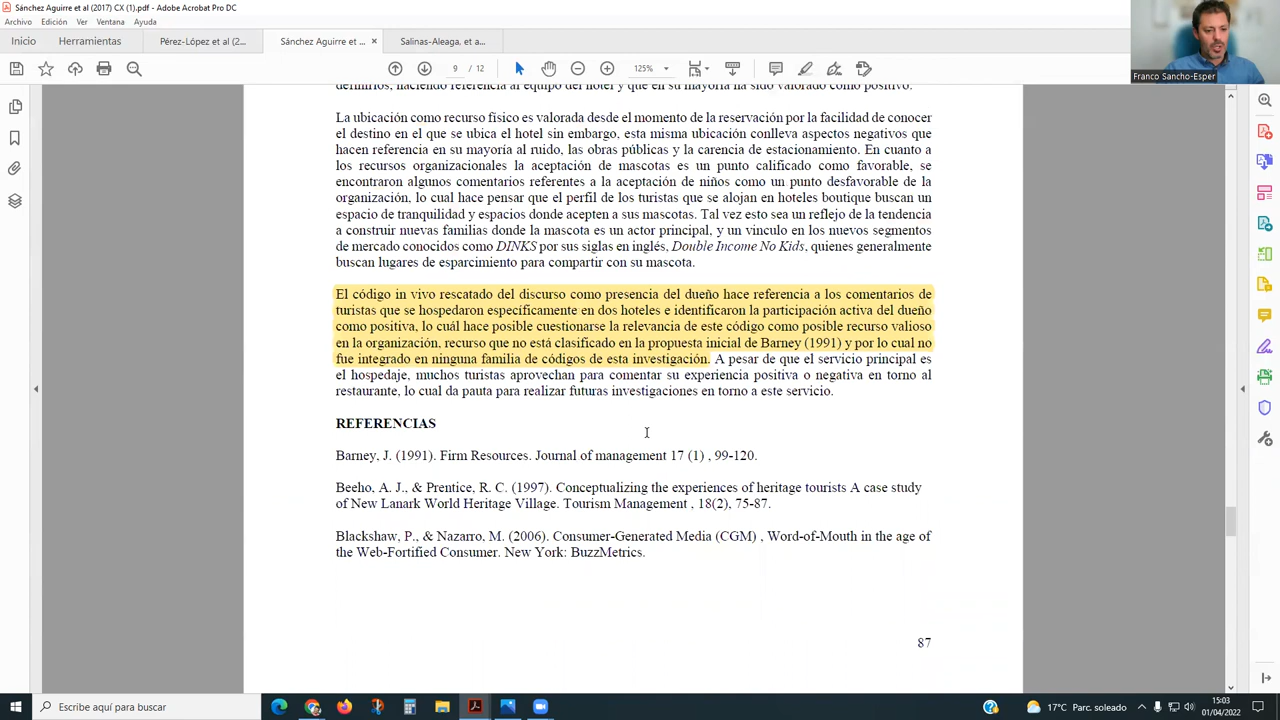 Sánchez Aguirre et al (2017) CX (1).pdf - Adobe Acrobat Pro DC
Archivo Edición Ver Ventana Ayuda
Inicio Herramientas Pérez-López et al (2... Sánchez Aguirre et ... × Salinas-Aleaga, et a...
9 / 12 125%
Franco Sancho-Esper
definirlos, haciendo referencia al equipo del hotel y que en su mayoría ha sido valorado como positivo.
La ubicación como recurso físico es valorada desde el momento de la reservación por la facilidad de conocer
el destino en el que se ubica el hotel sin embargo, esta misma ubicación conlleva aspectos negativos que
hacen referencia en su mayoría al ruido, las obras públicas y la carencia de estacionamiento. En cuanto a
los recursos organizacionales la aceptación de mascotas es un punto calificado como favorable, se
encontraron algunos comentarios referentes a la aceptación de niños como un punto desfavorable de la
organización, lo cual hace pensar que el perfil de los turistas que se alojan en hoteles boutique buscan un
espacio de tranquilidad y espacios donde acepten a sus mascotas. Tal vez esto sea un reflejo de la tendencia
a construir nuevas familias donde la mascota es un actor principal, y un vinculo en los nuevos segmentos
de mercado conocidos como DINKS por sus siglas en inglés, Double Income No Kids, quienes generalmente
buscan lugares de esparcimiento para compartir con su mascota.
El código in vivo rescatado del discurso como presencia del dueño hace referencia a los comentarios de
turistas que se hospedaron específicamente en dos hoteles e identificaron la participación activa del dueño
como positiva, lo cuál hace posible cuestionarse la relevancia de este código como posible recurso valioso
en la organización, recurso que no está clasificado en la propuesta inicial de Barney (1991) y por lo cual no
fue integrado en ninguna familia de códigos de esta investigación. A pesar de que el servicio principal es
el hospedaje, muchos turistas aprovechan para comentar su experiencia positiva o negativa en torno al
restaurante, lo cual da pauta para realizar futuras investigaciones en torno a este servicio.
REFERENCIAS
Barney, J. (1991). Firm Resources. Journal of management 17 (1) , 99-120.
Beeho, A. J., & Prentice, R. C. (1997). Conceptualizing the experiences of heritage tourists A case study
of New Lanark World Heritage Village. Tourism Management , 18(2), 75-87.
Blackshaw, P., & Nazarro, M. (2006). Consumer-Generated Media (CGM) , Word-of-Mouth in the age of
the Web-Fortified Consumer. New York: BuzzMetrics.
87
Escribe aquí para buscar
17°C Parc. soleado
15:03
01/04/2022